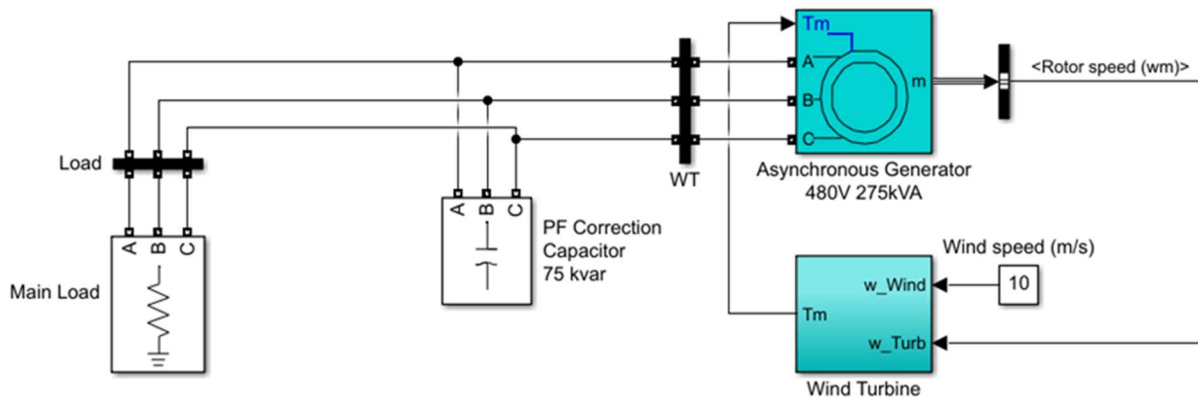 Tm
A
B
C
m
<Rotor speed (wm)>
Load
WT
Asynchronous Generator
480V 275kVA
A
B
C
A
B
C
PF Correction
Capacitor
75 kvar
Main Load
Wind speed (m/s)
w_Wind
10
Tm
w_Turb
Wind Turbine